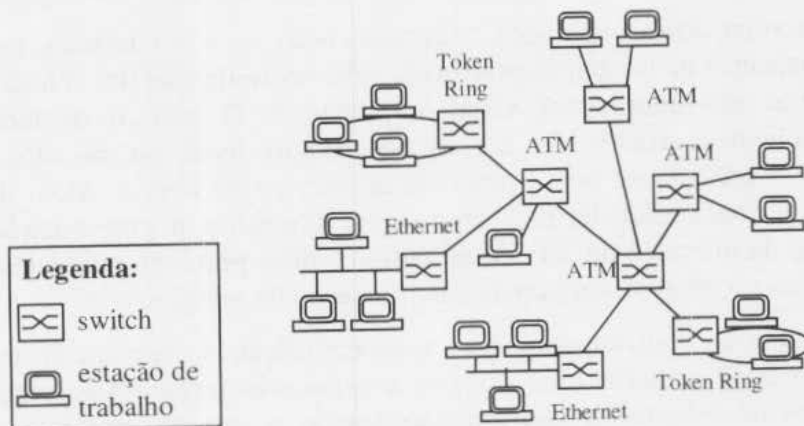 Token
Ring
ATM
ATM
ATM
Ethernet
ATM
Legenda:
switch
estação de
trabalho
Token Ring
Ethernet